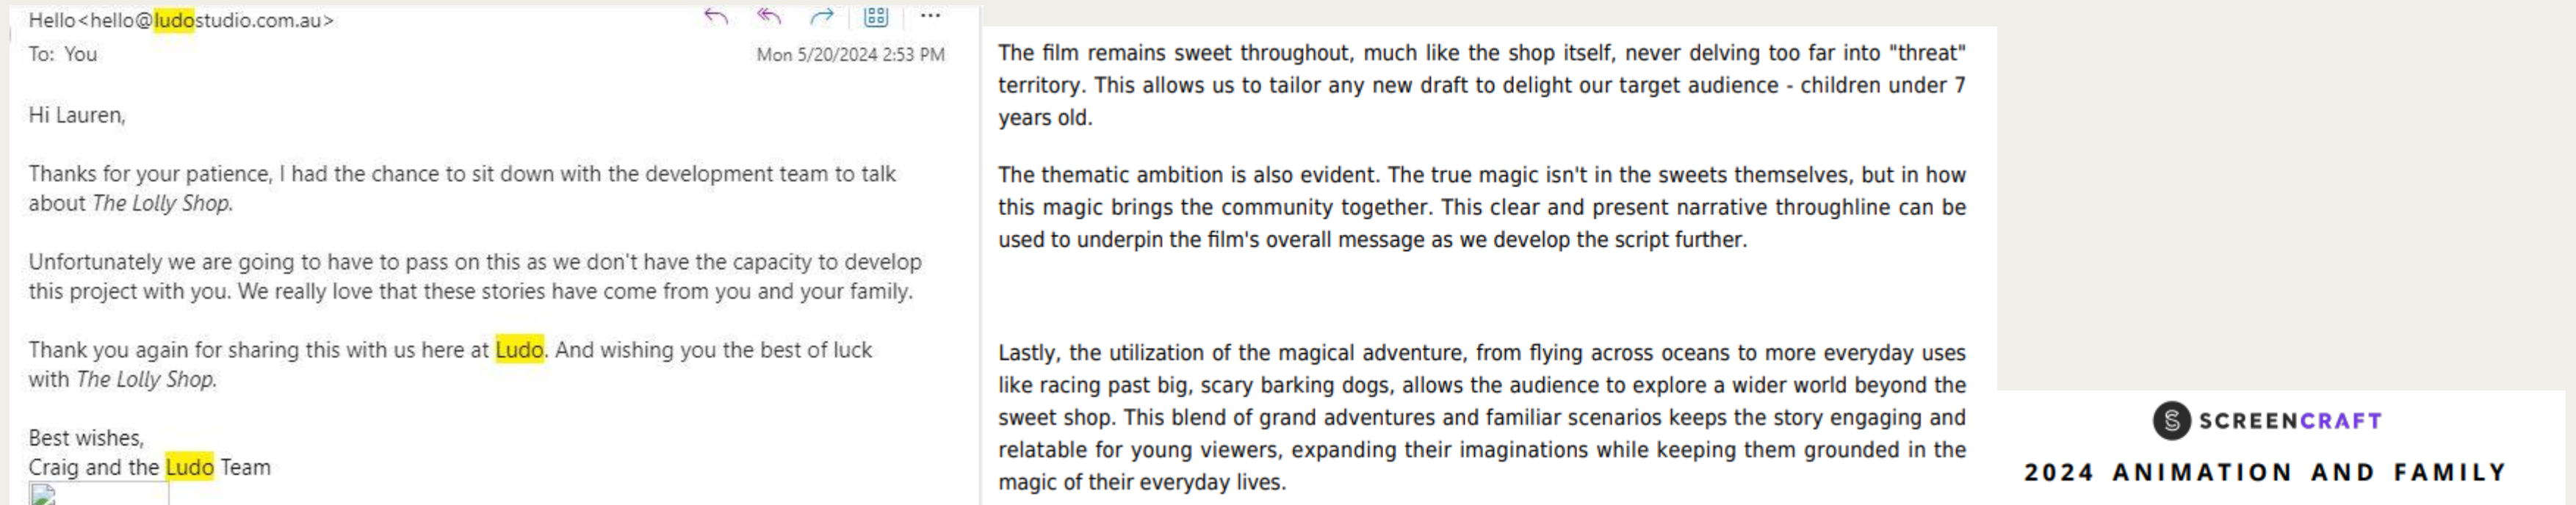 Hello<hello@ludostudio.com.au>
To: You
Mon 5/20/2024 2:53 PM
Hi Lauren,
Thanks for your patience, I had the chance to sit down with the development team to talk
about The Lolly Shop.
Unfortunately we are going to have to pass on this as we don't have the capacity to develop
this project with you. We really love that these stories have come from you and your family.
Thank you again for sharing this with us here at Ludo. And wishing you the best of luck
with The Lolly Shop.
Best wishes,
Craig and the Ludo Team
The film remains sweet throughout, much like the shop itself, never delving too far into "threat"
territory. This allows us to tailor any new draft to delight our target audience - children under 7
years old.
The thematic ambition is also evident. The true magic isn't in the sweets themselves, but in how
this magic brings the community together. This clear and present narrative throughline can be
used to underpin the film's overall message as we develop the script further.
Lastly, the utilization of the magical adventure, from flying across oceans to more everyday uses
like racing past big, scary barking dogs, allows the audience to explore a wider world beyond the
sweet shop. This blend of grand adventures and familiar scenarios keeps the story engaging and
relatable for young viewers, expanding their imaginations while keeping them grounded in the
magic of their everyday lives.
SCREENCRAFT
2024 ANIMATION AND FAMILY